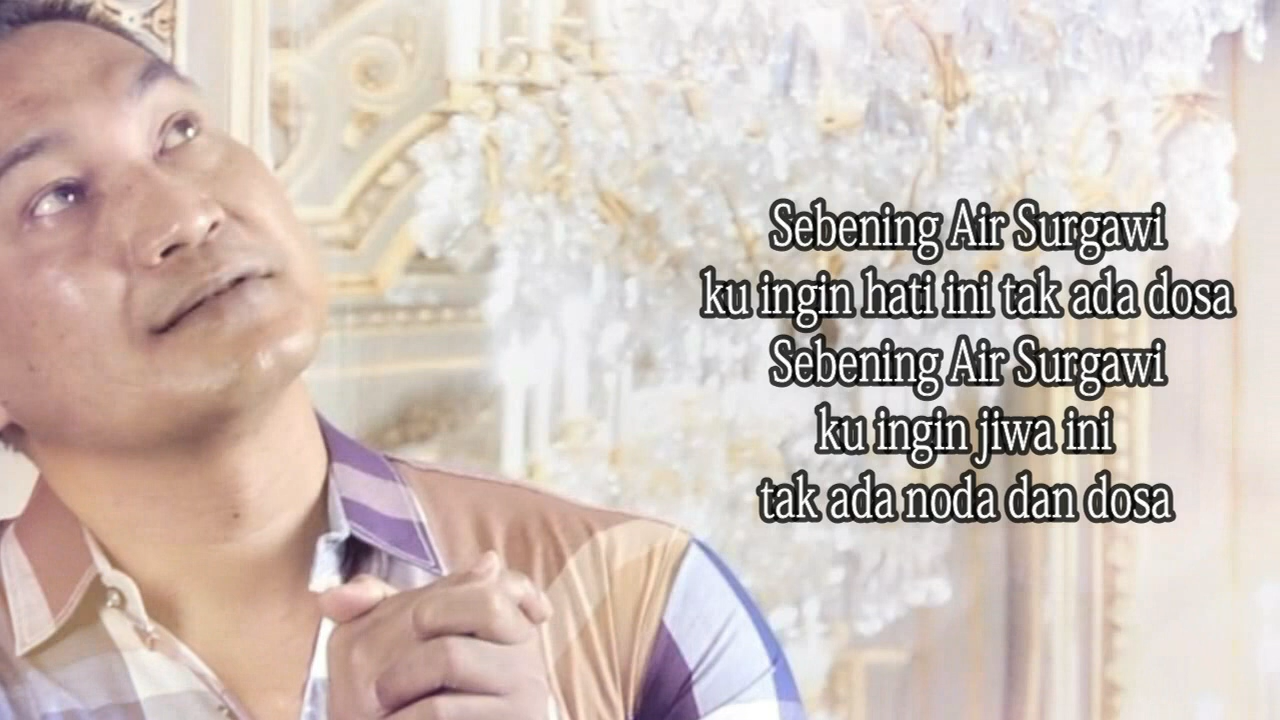 Sebening Air Surgawi
ku ingin hati ini tak ada dosa
Sebening Air Surgawi
ku ingin jiwa ini
tak ada noda dan dosa